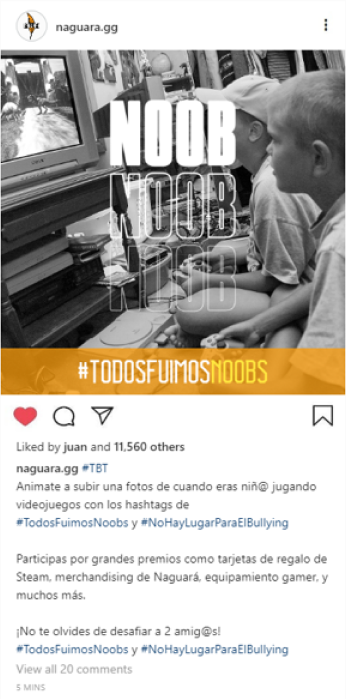 naguara.gg
NOOB
NOOB
NOOB
#TODOSFUIMOSNOOBS
Liked by juan and 11,560 others
naguara.gg #TBT
Animate a subir una fotos de cuando eras niñ@ jugando
videojuegos con los hashtags de
#TodosFuimosNoobs y #NoHayLugarParaElBullying
Participas por grandes premios como tarjetas de regalo de
Steam, merchandising de Naguará, equipamiento gamer, y
muchos más.
¡No te olvides de desafiar a 2 amig@s!
#TodosFuimosNoobs y #NoHayLugarParaElBullying
View all 20 comments
5 MINS